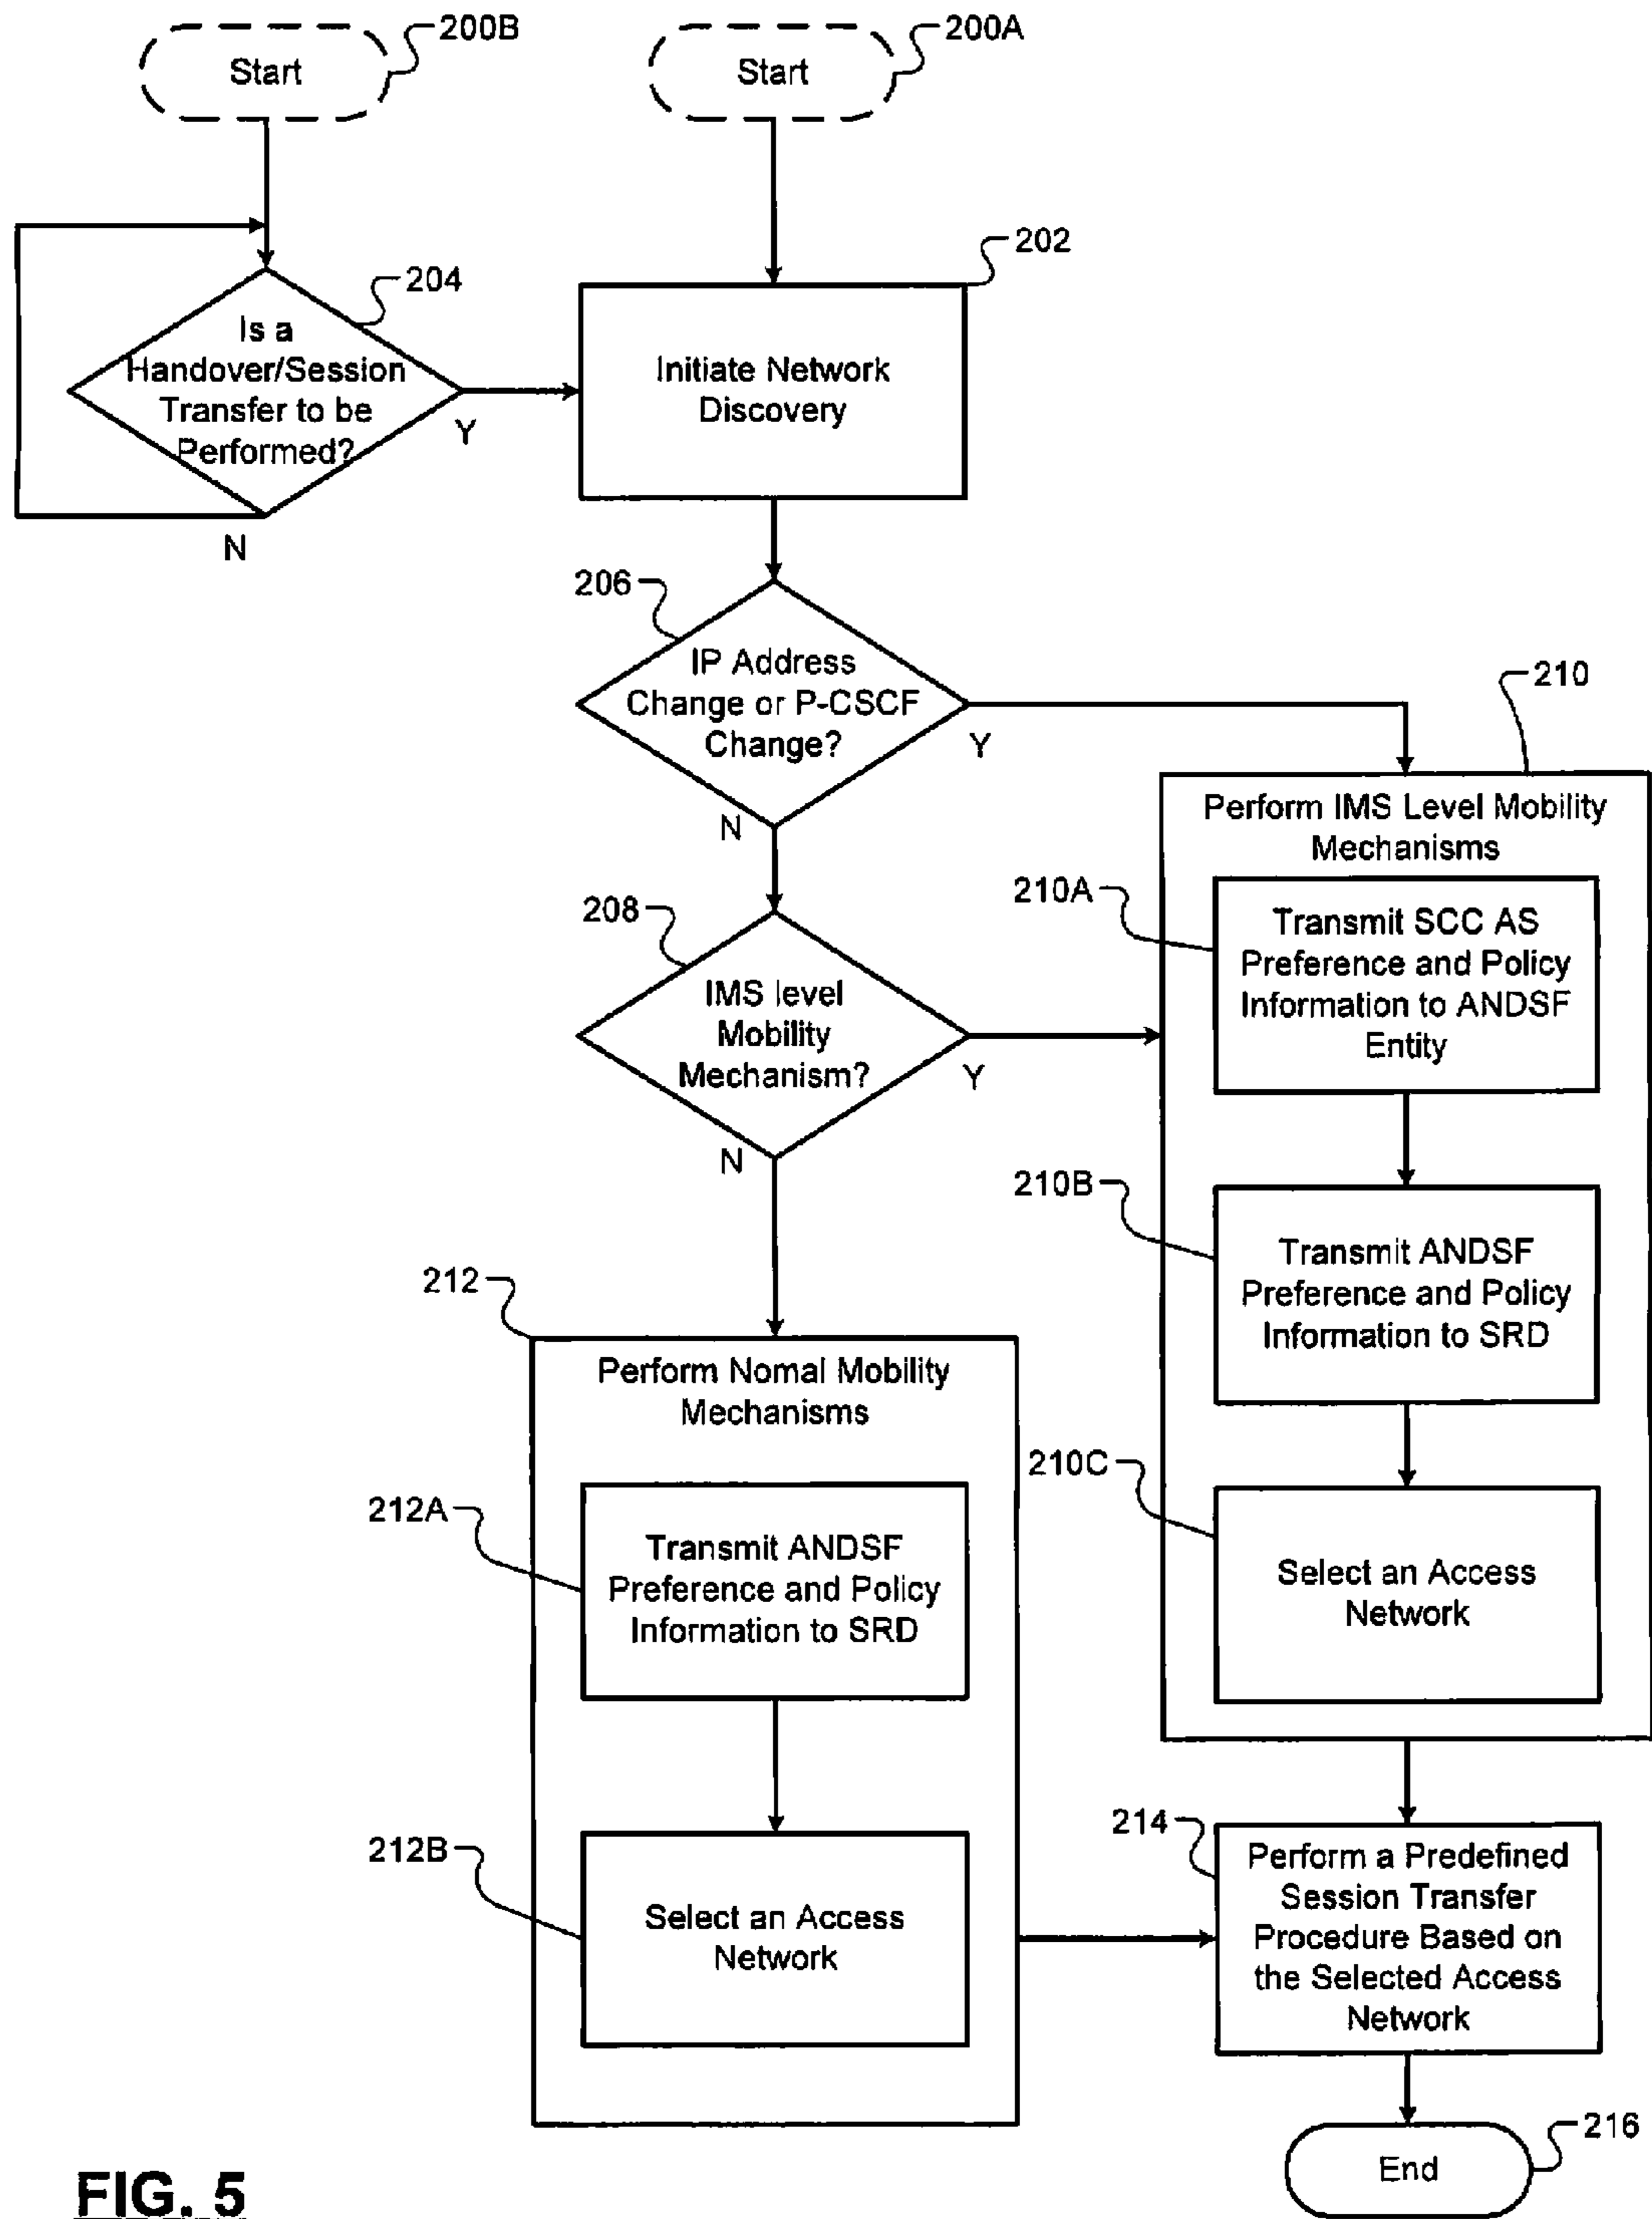 200B
Start
200A
Start
204
Is a
Handover/Session
Transfer to be
Performed?
Y
N
202
Initiate Network
Discovery
206
IP Address
Change or P-CSCF
Change?
Y
N
208
IMS level
Mobility
Mechanism?
Y
N
210
Perform IMS Level Mobility
Mechanisms
210A
Transmit SCC AS
Preference and Policy
Information to ANDSF
Entity
210B
Transmit ANDSF
Preference and Policy
Information to SRD
210C
Select an Access
Network
212
Perform Nomal Mobility
Mechanisms
212A
Transmit ANDSF
Preference and Policy
Information to SRD
212B
Select an Access
Network
214
Perform a Predefined
Session Transfer
Procedure Based on
the Selected Access
Network
216
End
FIG. 5